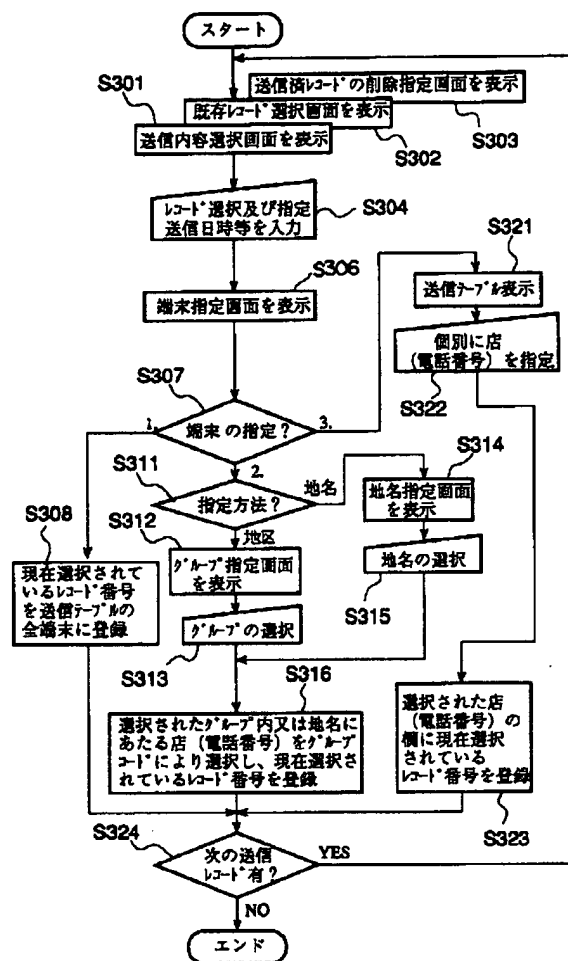 スタート
S301
送信済レコードの削除指定画面を表示
既存レコード選択画面を表示
S303
送信内容選択画面を表示
S302
レコード選択及び指定
送信日時等を入力
S304
S306
端末指定画面を表示
S321
送信テーブル表示
個別に店
(電話番号)を指定
S322
S307
1.
端末の指定?
3.
2.
S311
指定方法?
地名
地区
S314
地名指定画面
を表示
地名の選択
S315
S308
現在選択されて
いるレコード番号
を送信テーブルの
全端末に登録
S312
グループ指定画面
を表示
グループの選択
S313
S316
選択されたグループ内又は地名に
あたる店(電話番号)をグループ
コードにより選択し、現在選択さ
れているレコード番号を登録
選択された店
(電話番号)の
欄に現在選択
されている
レコード番号を登録
S323
S324
次の送信
レコード有?
YES
NO
エンド